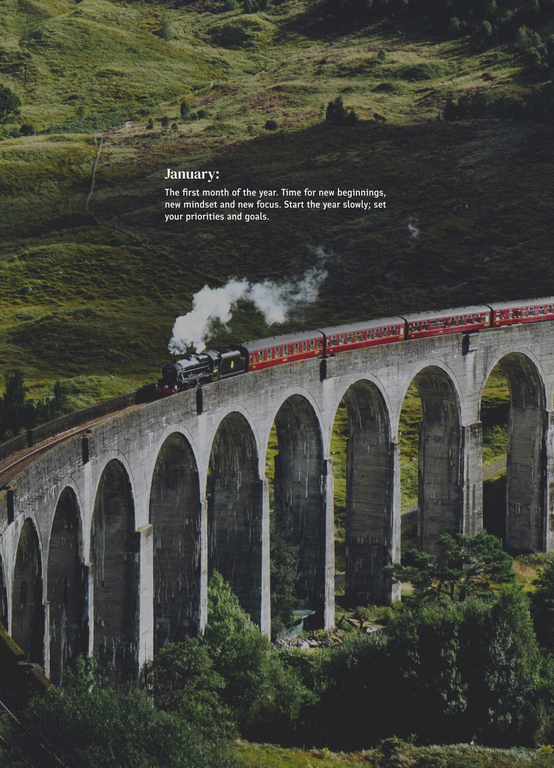 January:
The first month of the year. Time for new beginnings,
new mindset and new focus. Start the year slowly; set
your priorities and goals.